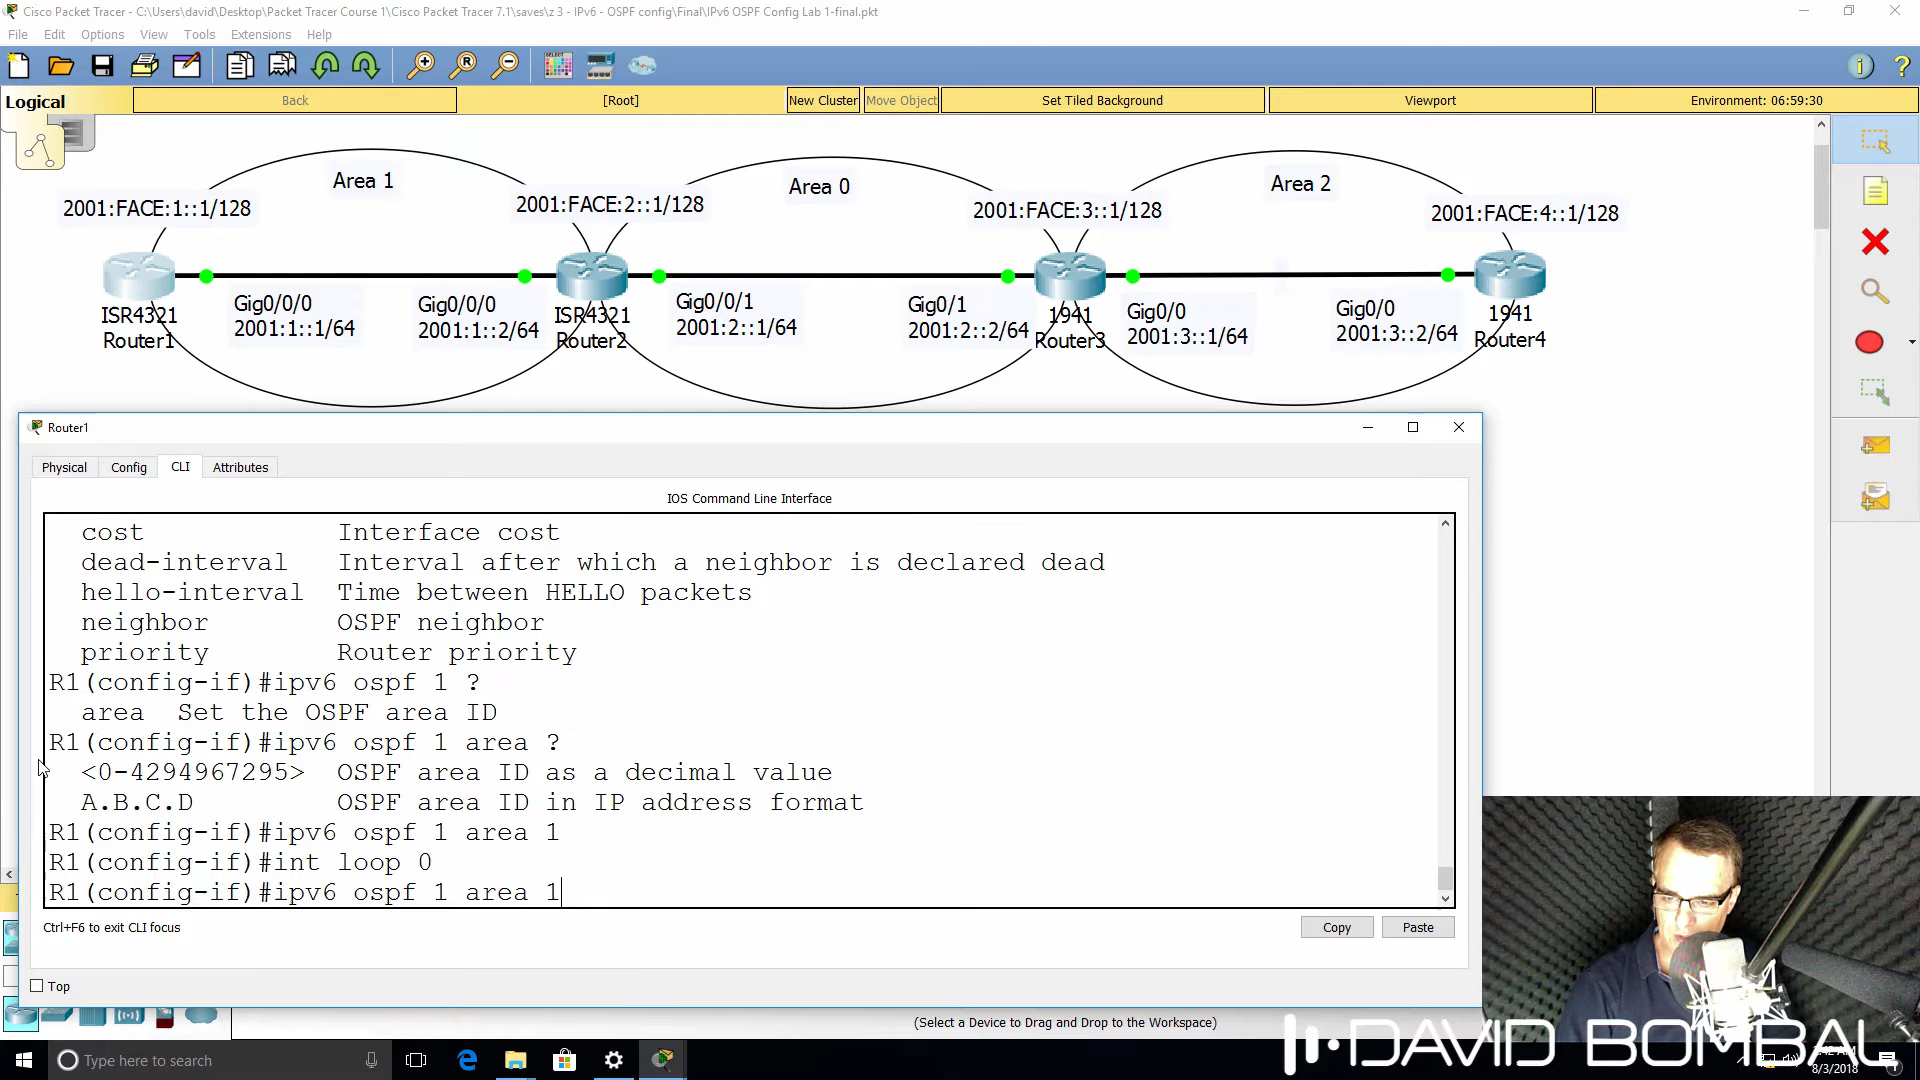 Cisco Packet Tracer - C:\Users\david\Desktop\Packet Tracer Course 1\Cisco Packet Tracer 7.1\saves\z 3 - IPv6 - OSPF config\Final\IPv6 OSPF Config Lab 1-final.pkt
File Edit Options View Tools Extensions Help
Logical Back [Root] New Cluster Move Object Set Tiled Background Viewport Environment: 06:59:30
Area 1
Area 0
Area 2
2001:FACE:1::1/128
2001:FACE:2::1/128
2001:FACE:3::1/128
2001:FACE:4::1/128
ISR4321
Router1
Gig0/0/0
2001:1::1/64
Gig0/0/0
2001:1::2/64
ISR4321
Router2
Gig0/0/1
2001:2::1/64
Gig0/1
2001:2::2/64
1941
Router3
Gig0/0
2001:3::1/64
Gig0/0
2001:3::2/64
1941
Router4
Router1
Physical Config CLI Attributes
IOS Command Line Interface
cost Interface cost
dead-interval Interval after which a neighbor is declared dead
hello-interval Time between HELLO packets
neighbor OSPF neighbor
priority Router priority
R1(config-if)#ipv6 ospf 1 ?
area Set the OSPF area ID
R1(config-if)#ipv6 ospf 1 area ?
<0-4294967295> OSPF area ID as a decimal value
A.B.C.D OSPF area ID in IP address format
R1(config-if)#ipv6 ospf 1 area 1
R1(config-if)#int loop 0
R1(config-if)#ipv6 ospf 1 area 1
Ctrl+F6 to exit CLI focus
Copy Paste
Top
(Select a Device to Drag and Drop to the Workspace)
DAVID BOMBAL
Type here to search
8/3/2018